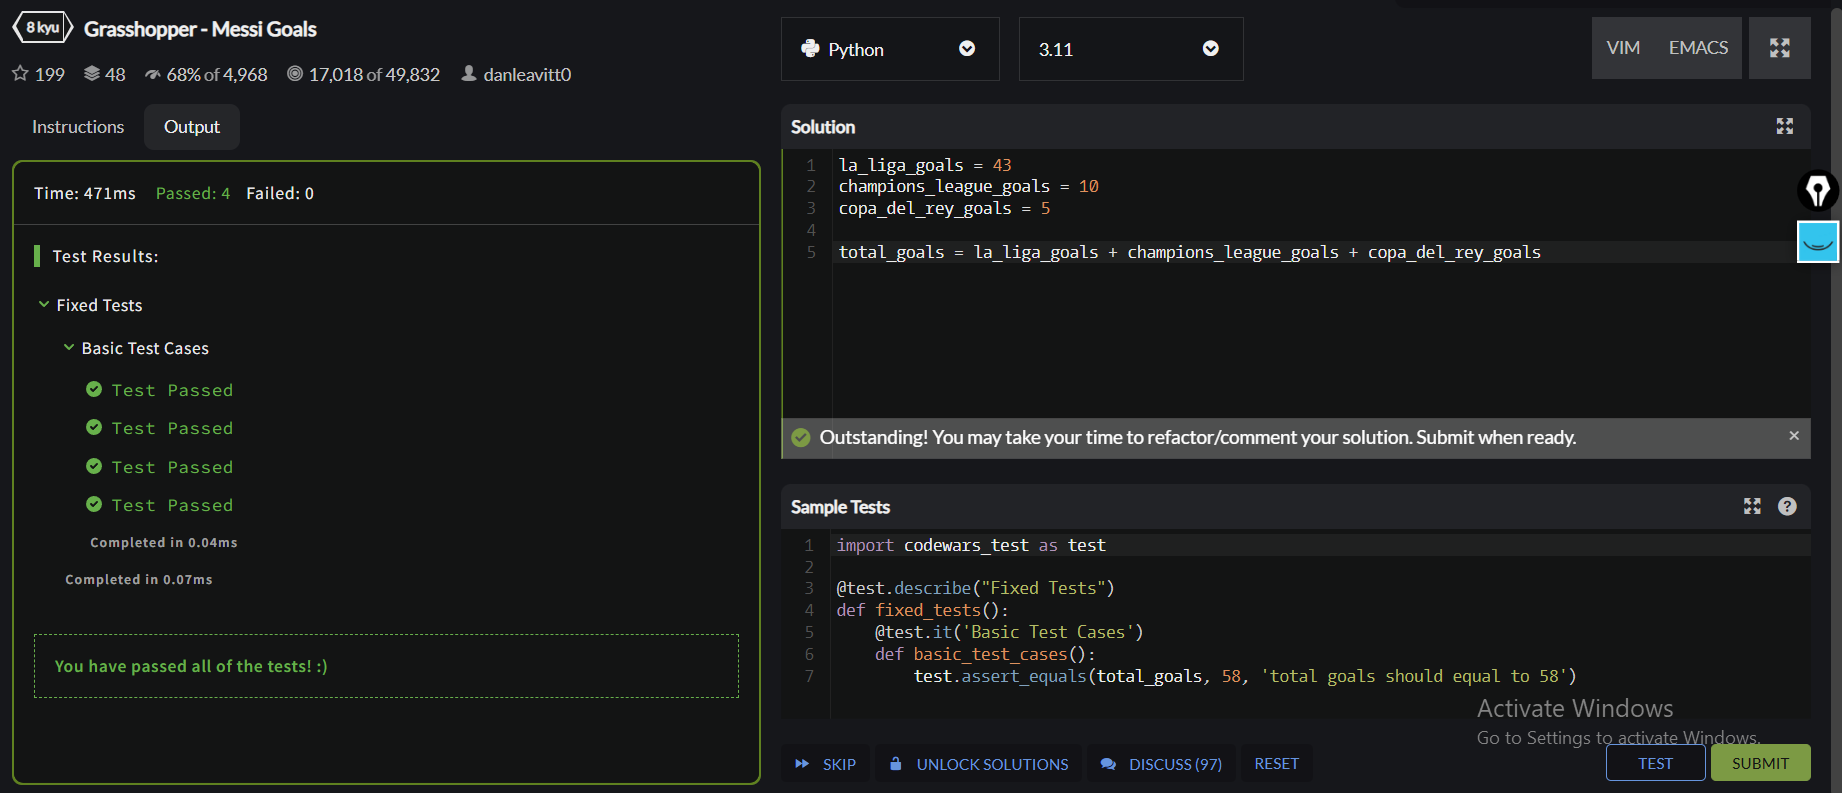 8 kyu Grasshopper - Messi Goals
199 48 68% of 4,968 17,018 of 49,832 danleavitt0
Instructions Output
Time: 471ms Passed: 4 Failed: 0
Test Results:
Fixed Tests
Basic Test Cases
Test Passed
Test Passed
Test Passed
Test Passed
Completed in 0.04ms
Completed in 0.07ms
You have passed all of the tests! :)
Python 3.11 VIM EMACS
Solution
1 la_liga_goals = 43
2 champions_league_goals = 10
3 copa_del_rey_goals = 5
4
5 total_goals = la_liga_goals + champions_league_goals + copa_del_rey_goals
Outstanding! You may take your time to refactor/comment your solution. Submit when ready. ×
Sample Tests ?
1 import codewars_test as test
2
3 @test.describe("Fixed Tests")
4 def fixed_tests():
5     @test.it('Basic Test Cases')
6     def basic_test_cases():
7         test.assert_equals(total_goals, 58, 'total goals should equal to 58')
Activate Windows
Go to Settings to activate Windows.
SKIP UNLOCK SOLUTIONS DISCUSS (97) RESET TEST SUBMIT